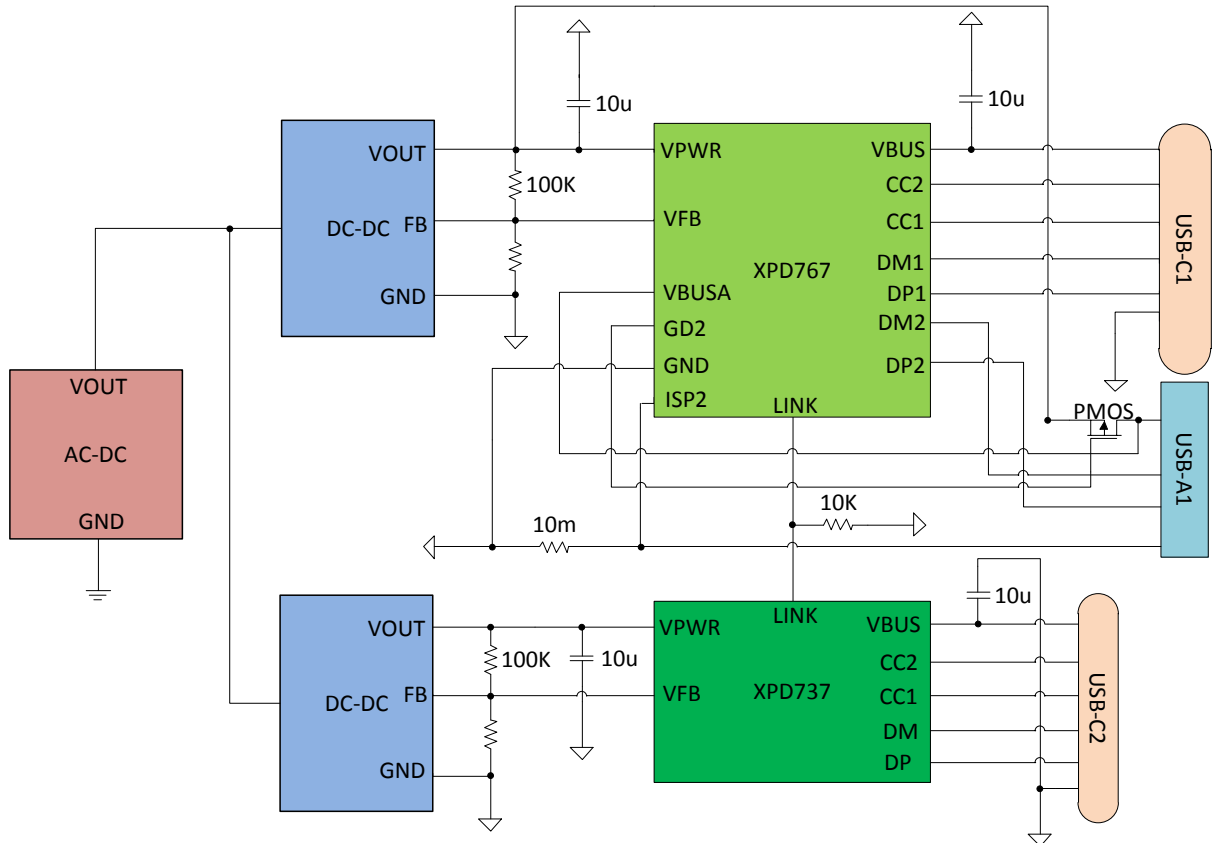 10u
10u
VOUT
VPWR
VBUS
100K
CC2
DC-DC
FB
VFB
CC1
USB-C1
XPD767
DM1
GND
VBUSA
DP1
GD2
DM2
GND
DP2
VOUT
ISP2
LINK
PMOS
AC-DC
USB-A1
GND
10m
10K
LINK
10u
VOUT
VPWR
VBUS
100K
10u
CC2
DC-DC
FB
VFB
XPD737
CC1
USB-C2
DM
GND
DP